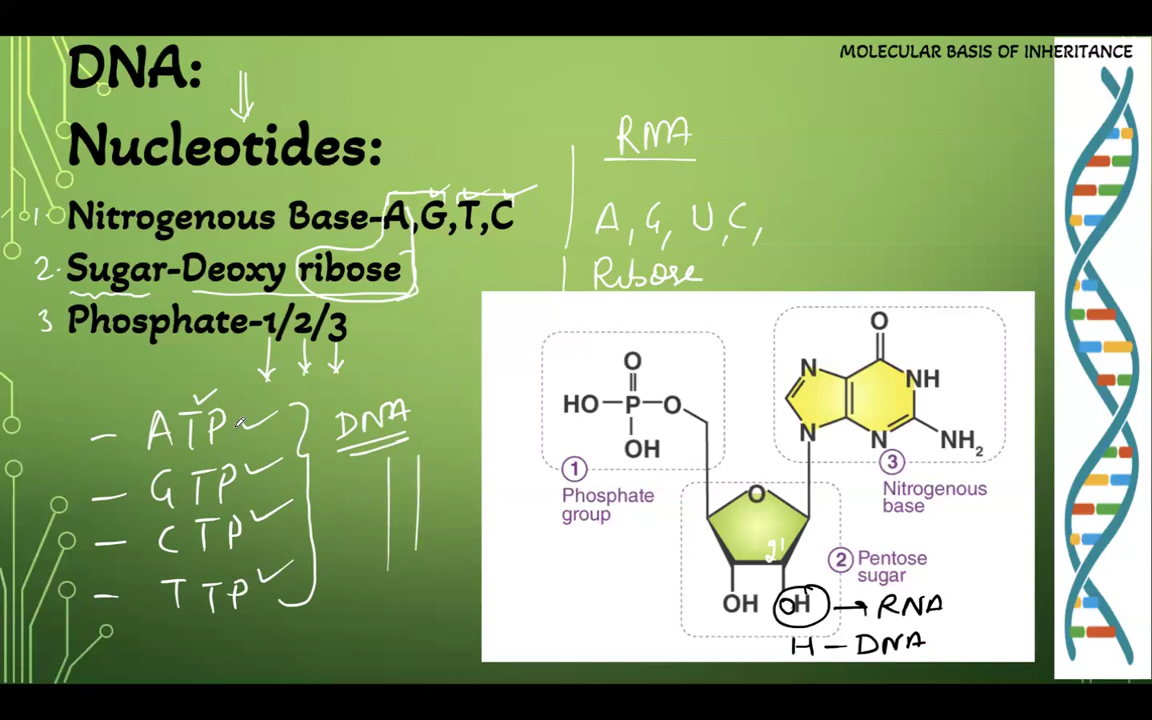 MOLECULAR BASIS OF INHERITANCE
DNA:
Nucleotides:
1. Nitrogenous Base-A,G,T,C
2. Sugar-Deoxy ribose
3 Phosphate-1/2/3
RNA
A, G, U, C,
Ribose
- ATP
- GTP
- CTP
- TTP
DNA
O
HO-P-O
OH
1
Phosphate
group
O
N
NH
N
N
NH2
3
Nitrogenous
base
O
2'
2 Pentose
sugar
OH
OH → RNA
H - DNA